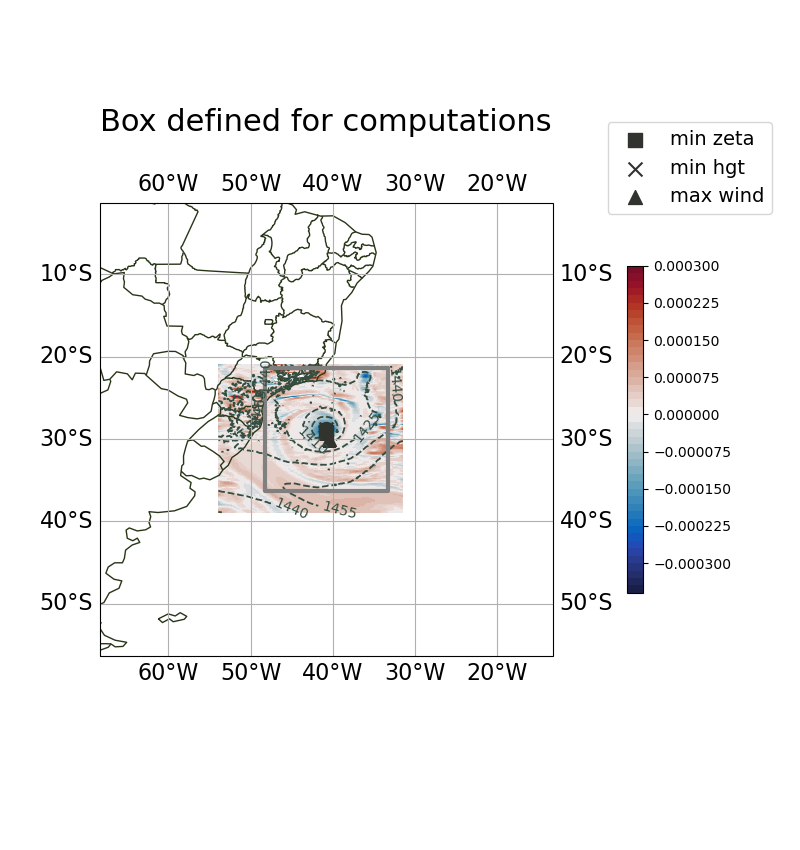 Box defined for computations
min zeta
min hgt
max wind
60°W 50°W 40°W 30°W 20°W
10°S 10°S
20°S 20°S
30°S 30°S
40°S 40°S
50°S 50°S
60°W 50°W 40°W 30°W 20°W
1440
1455
0.000300
0.000225
0.000150
0.000075
0.000000
−0.000075
−0.000150
−0.000225
−0.000300